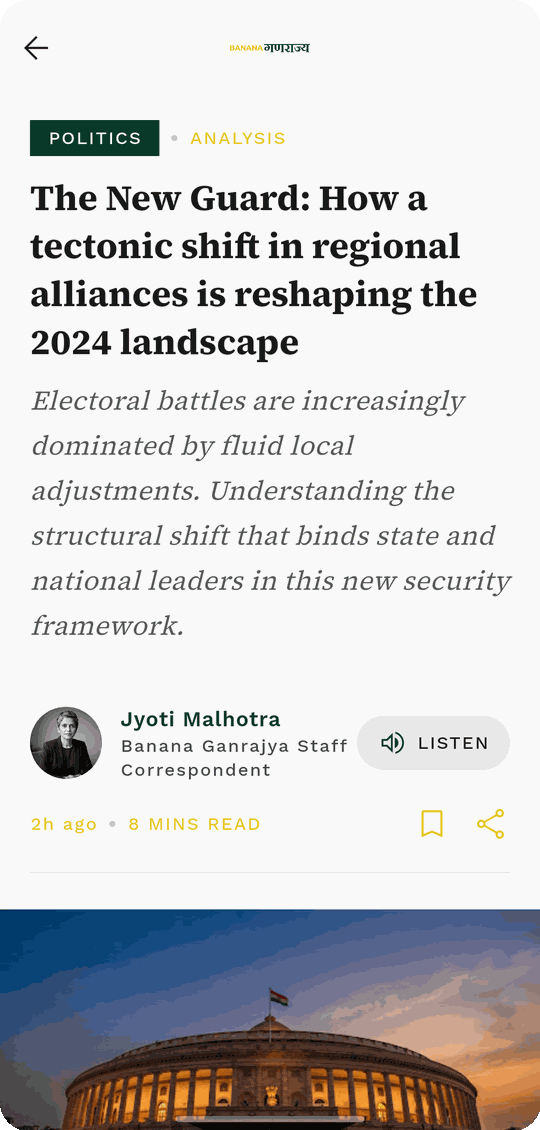 BANANA गणराज्य
POLITICS • ANALYSIS
The New Guard: How a
tectonic shift in regional
alliances is reshaping the
2024 landscape
Electoral battles are increasingly
dominated by fluid local
adjustments. Understanding the
structural shift that binds state and
national leaders in this new security
framework.
Jyoti Malhotra
Banana Ganrajya Staff
Correspondent
LISTEN
2h ago • 8 MINS READ